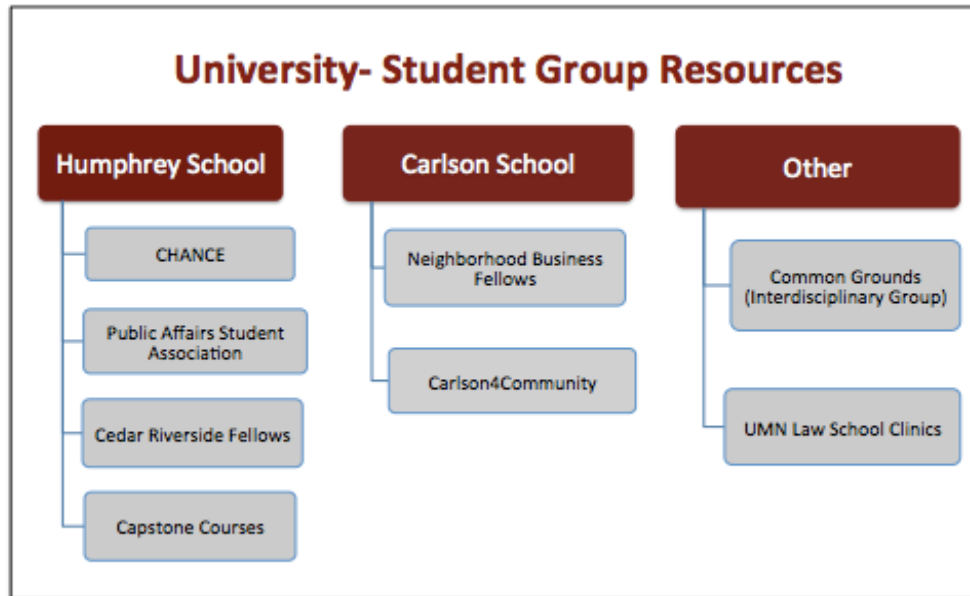 University- Student Group Resources
Humphrey School
CHANCE
Public Affairs Student
Association
Cedar Riverside Fellows
Capstone Courses
Carlson School
Neighborhood Business
Fellows
Carlson4Community
Other
Common Grounds
(Interdisciplinary Group)
UMN Law School Clinics